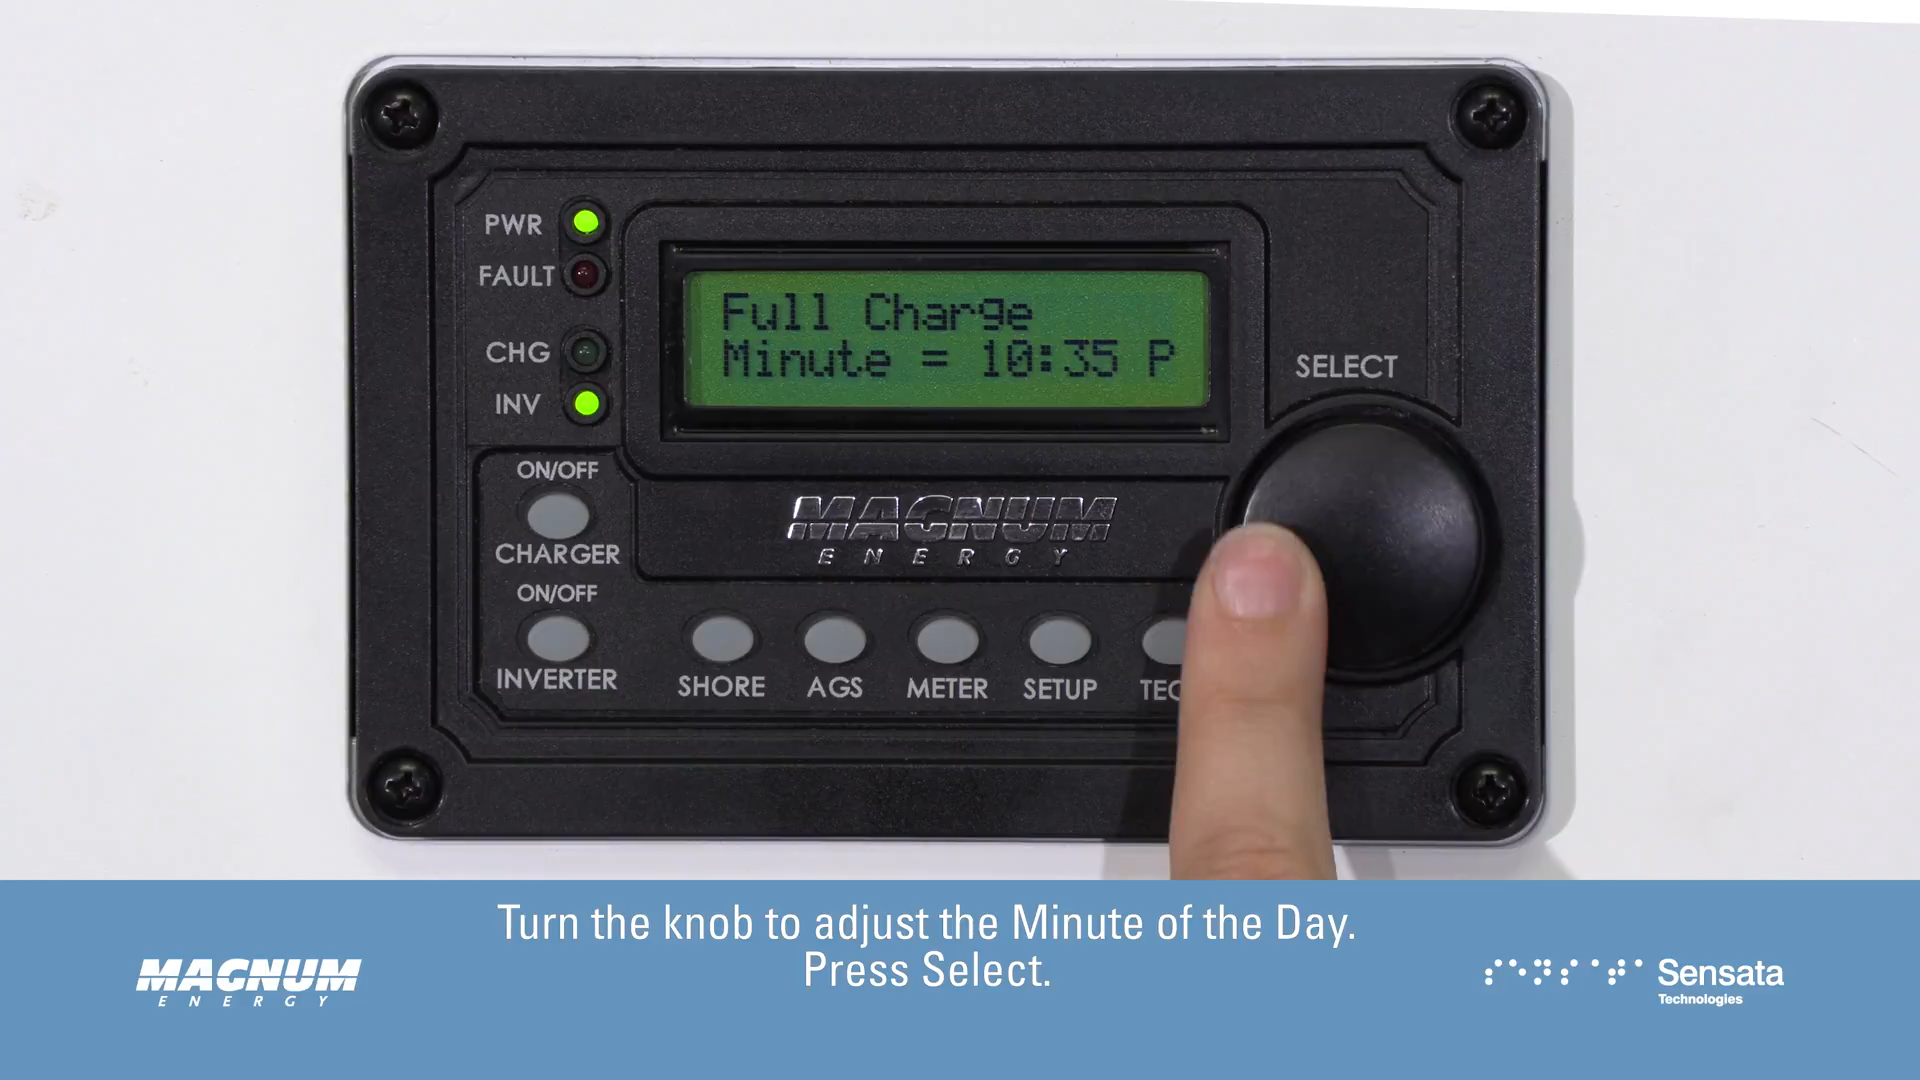 PWR
FAULT
CHG
INV
Full Charge
Minute = 10:35 P
SELECT
ON/OFF
CHARGER
ON/OFF
INVERTER
MAGNUM
ENERGY
SHORE
AGS
METER
SETUP
Turn the knob to adjust the Minute of the Day.
Press Select.
MAGNUM
ENERGY
Sensata
Technologies